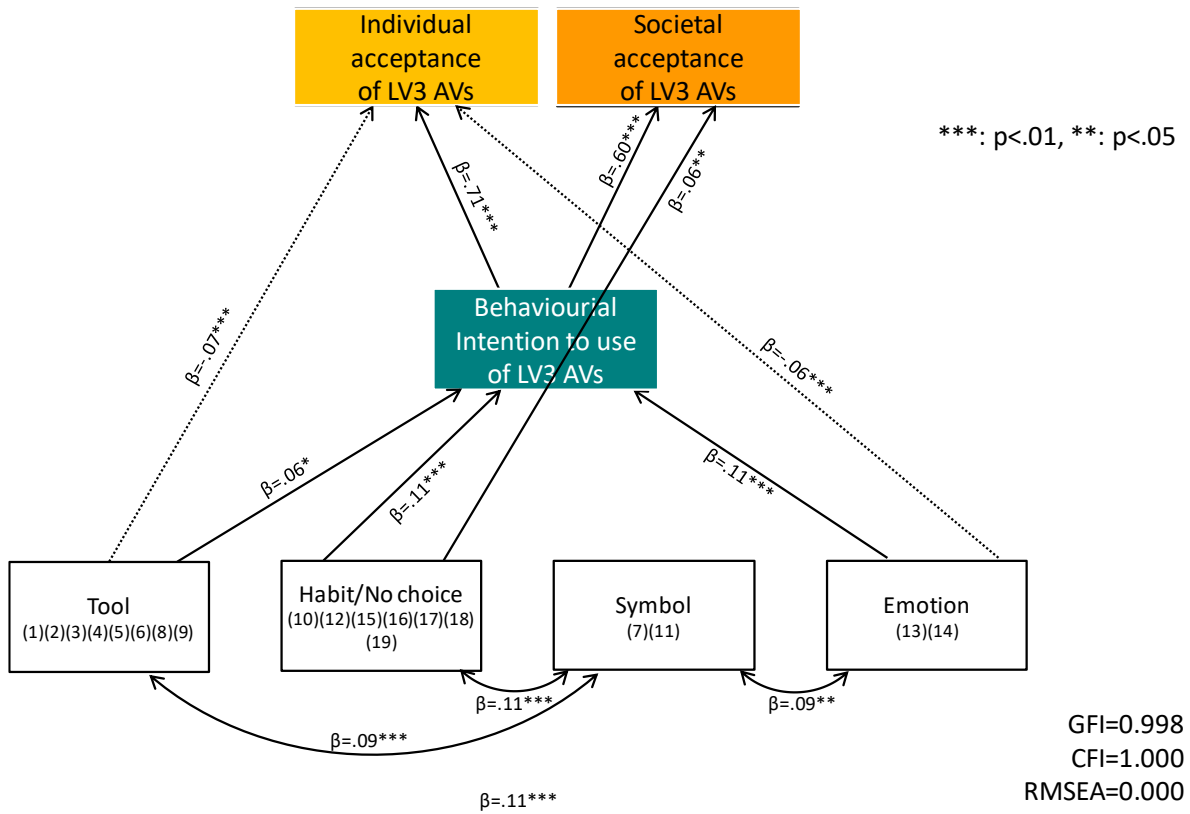 Individual
acceptance
of LV3 AVs
Societal
acceptance
of LV3 AVs
***: p<.01, **: p<.05
β=.71***
β=.60***
β=.06**
Behaviourial
Intention to use
of LV3 AVs
β=-.07***
β=-.06***
β=.06*
β=.11***
β=.11***
Tool
(1)(2)(3)(4)(5)(6)(8)(9)
Habit/No choice
(10)(12)(15)(16)(17)(18)
(19)
Symbol
(7)(11)
Emotion
(13)(14)
β=.11***
β=.09**
β=.09***
β=.11***
GFI=0.998
CFI=1.000
RMSEA=0.000